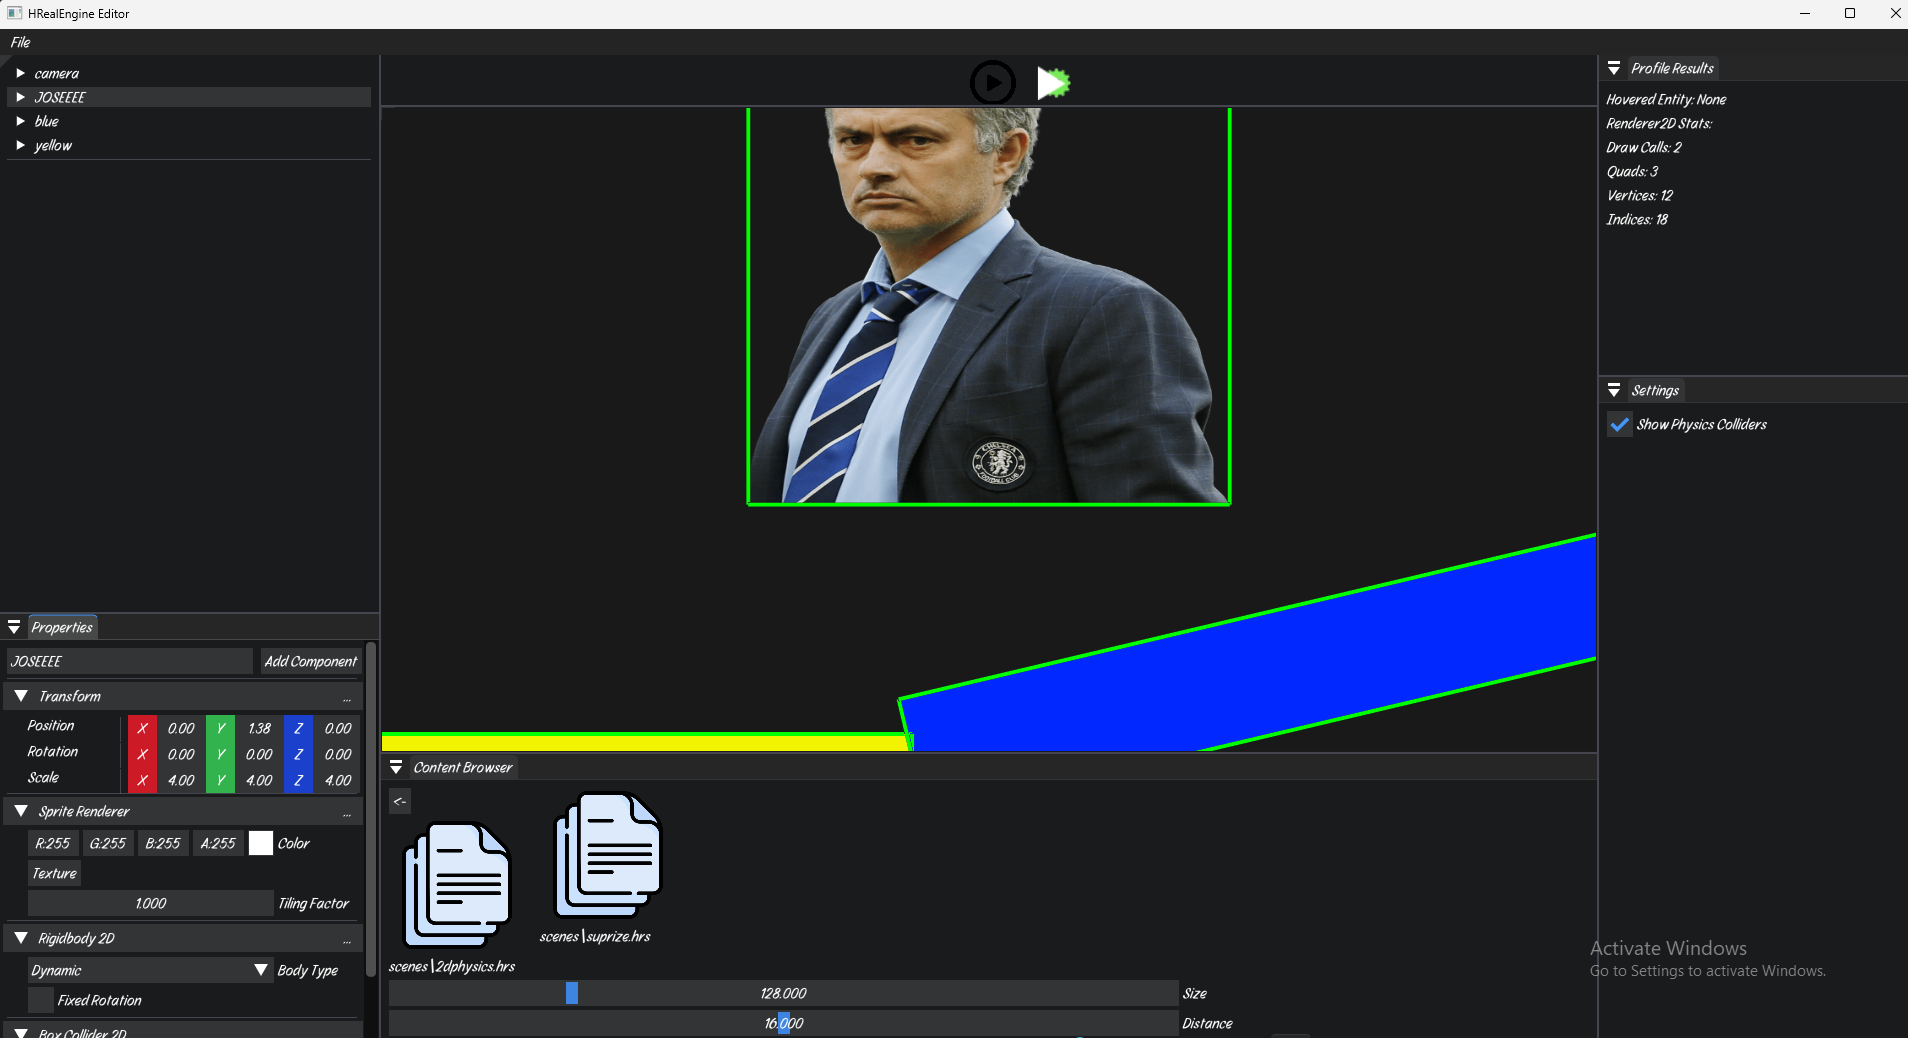 HRealEngine Editor
File
camera
JOSEEEE
blue
yellow
Profile Results
Hovered Entity: None
Renderer2D Stats:
Draw Calls: 2
Quads: 3
Vertices: 12
Indices: 18
Settings
Show Physics Colliders
CHELSEA
FOOTBALL CLUB
Properties
JOSEEEE Add Component
Transform ...
Position X 0.00 Y 1.38 Z 0.00
Rotation X 0.00 Y 0.00 Z 0.00
Scale X 4.00 Y 4.00 Z 4.00
Sprite Renderer ...
R:255 G:255 B:255 A:255 Color
Texture
1.000 Tiling Factor
Rigidbody 2D ...
Dynamic Body Type
Fixed Rotation
Box Collider 2D
Content Browser
<-
scenes\2dphysics.hrs
scenes\suprize.hrs
128.000 Size
16.000 Distance
Activate Windows
Go to Settings to activate Windows.